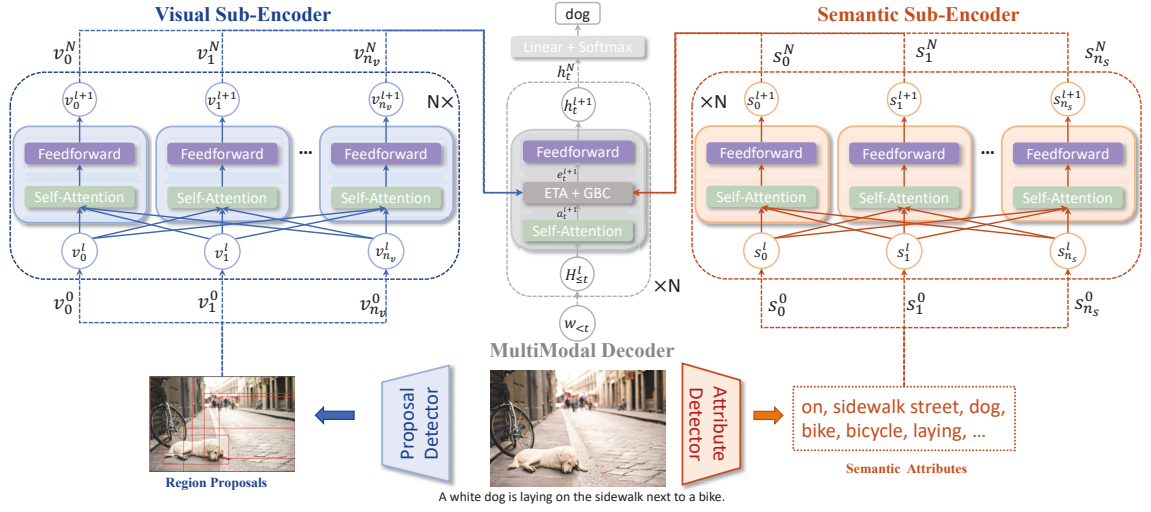 Visual Sub-Encoder
v_0^N
v_1^N
v_{n_v}^N
v_0^{l+1}
v_1^{l+1}
v_{n_v}^{l+1}
N×
Feedforward
Feedforward
...
Feedforward
Self-Attention
Self-Attention
Self-Attention
v_0^l
v_1^l
v_{n_v}^l
v_0^0
v_1^0
v_{n_v}^0
Region Proposals
Proposal
Detector
dog
Linear + Softmax
h_t^N
h_t^{l+1}
Feedforward
e_t^{l+1}
ETA + GBC
a_t^{l+1}
Self-Attention
H_{≤t}^l
×N
w_{<t}
MultiModal Decoder
A white dog is laying on the sidewalk next to a bike.
Semantic Sub-Encoder
s_0^N
s_1^N
s_{n_s}^N
×N
s_0^{l+1}
s_1^{l+1}
s_{n_s}^{l+1}
Feedforward
Feedforward
...
Feedforward
Self-Attention
Self-Attention
Self-Attention
s_0^l
s_1^l
s_{n_s}^l
s_0^0
s_1^0
s_{n_s}^0
Attribute
Detector
on, sidewalk street, dog,
bike, bicycle, laying, ...
Semantic Attributes